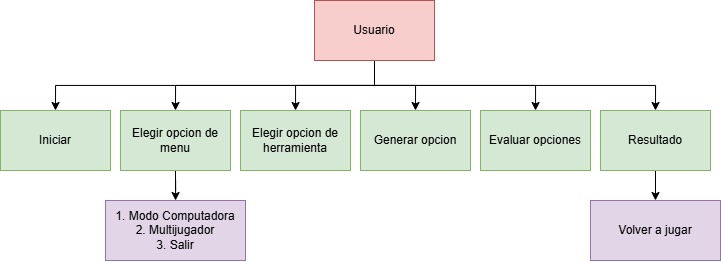 Usuario
Iniciar
Elegir opcion de
menu
Elegir opcion de
herramienta
Generar opcion
Evaluar opciones
Resultado
1. Modo Computadora
2. Multijugador
3. Salir
Volver a jugar